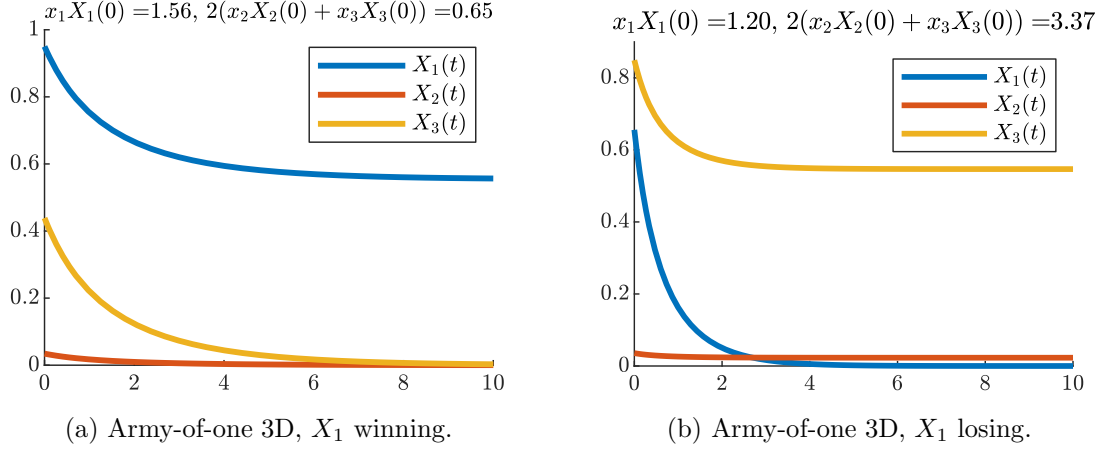 x₁X₁(0) =1.56, 2(x₂X₂(0) + x₃X₃(0)) =0.65
1
0.8
0.6
0.4
0.2
0
0 2 4 6 8 10
X₁(t)
X₂(t)
X₃(t)
(a) Army-of-one 3D, X₁ winning.
x₁X₁(0) =1.20, 2(x₂X₂(0) + x₃X₃(0)) =3.37
0.8
0.6
0.4
0.2
0
0 2 4 6 8 10
X₁(t)
X₂(t)
X₃(t)
(b) Army-of-one 3D, X₁ losing.